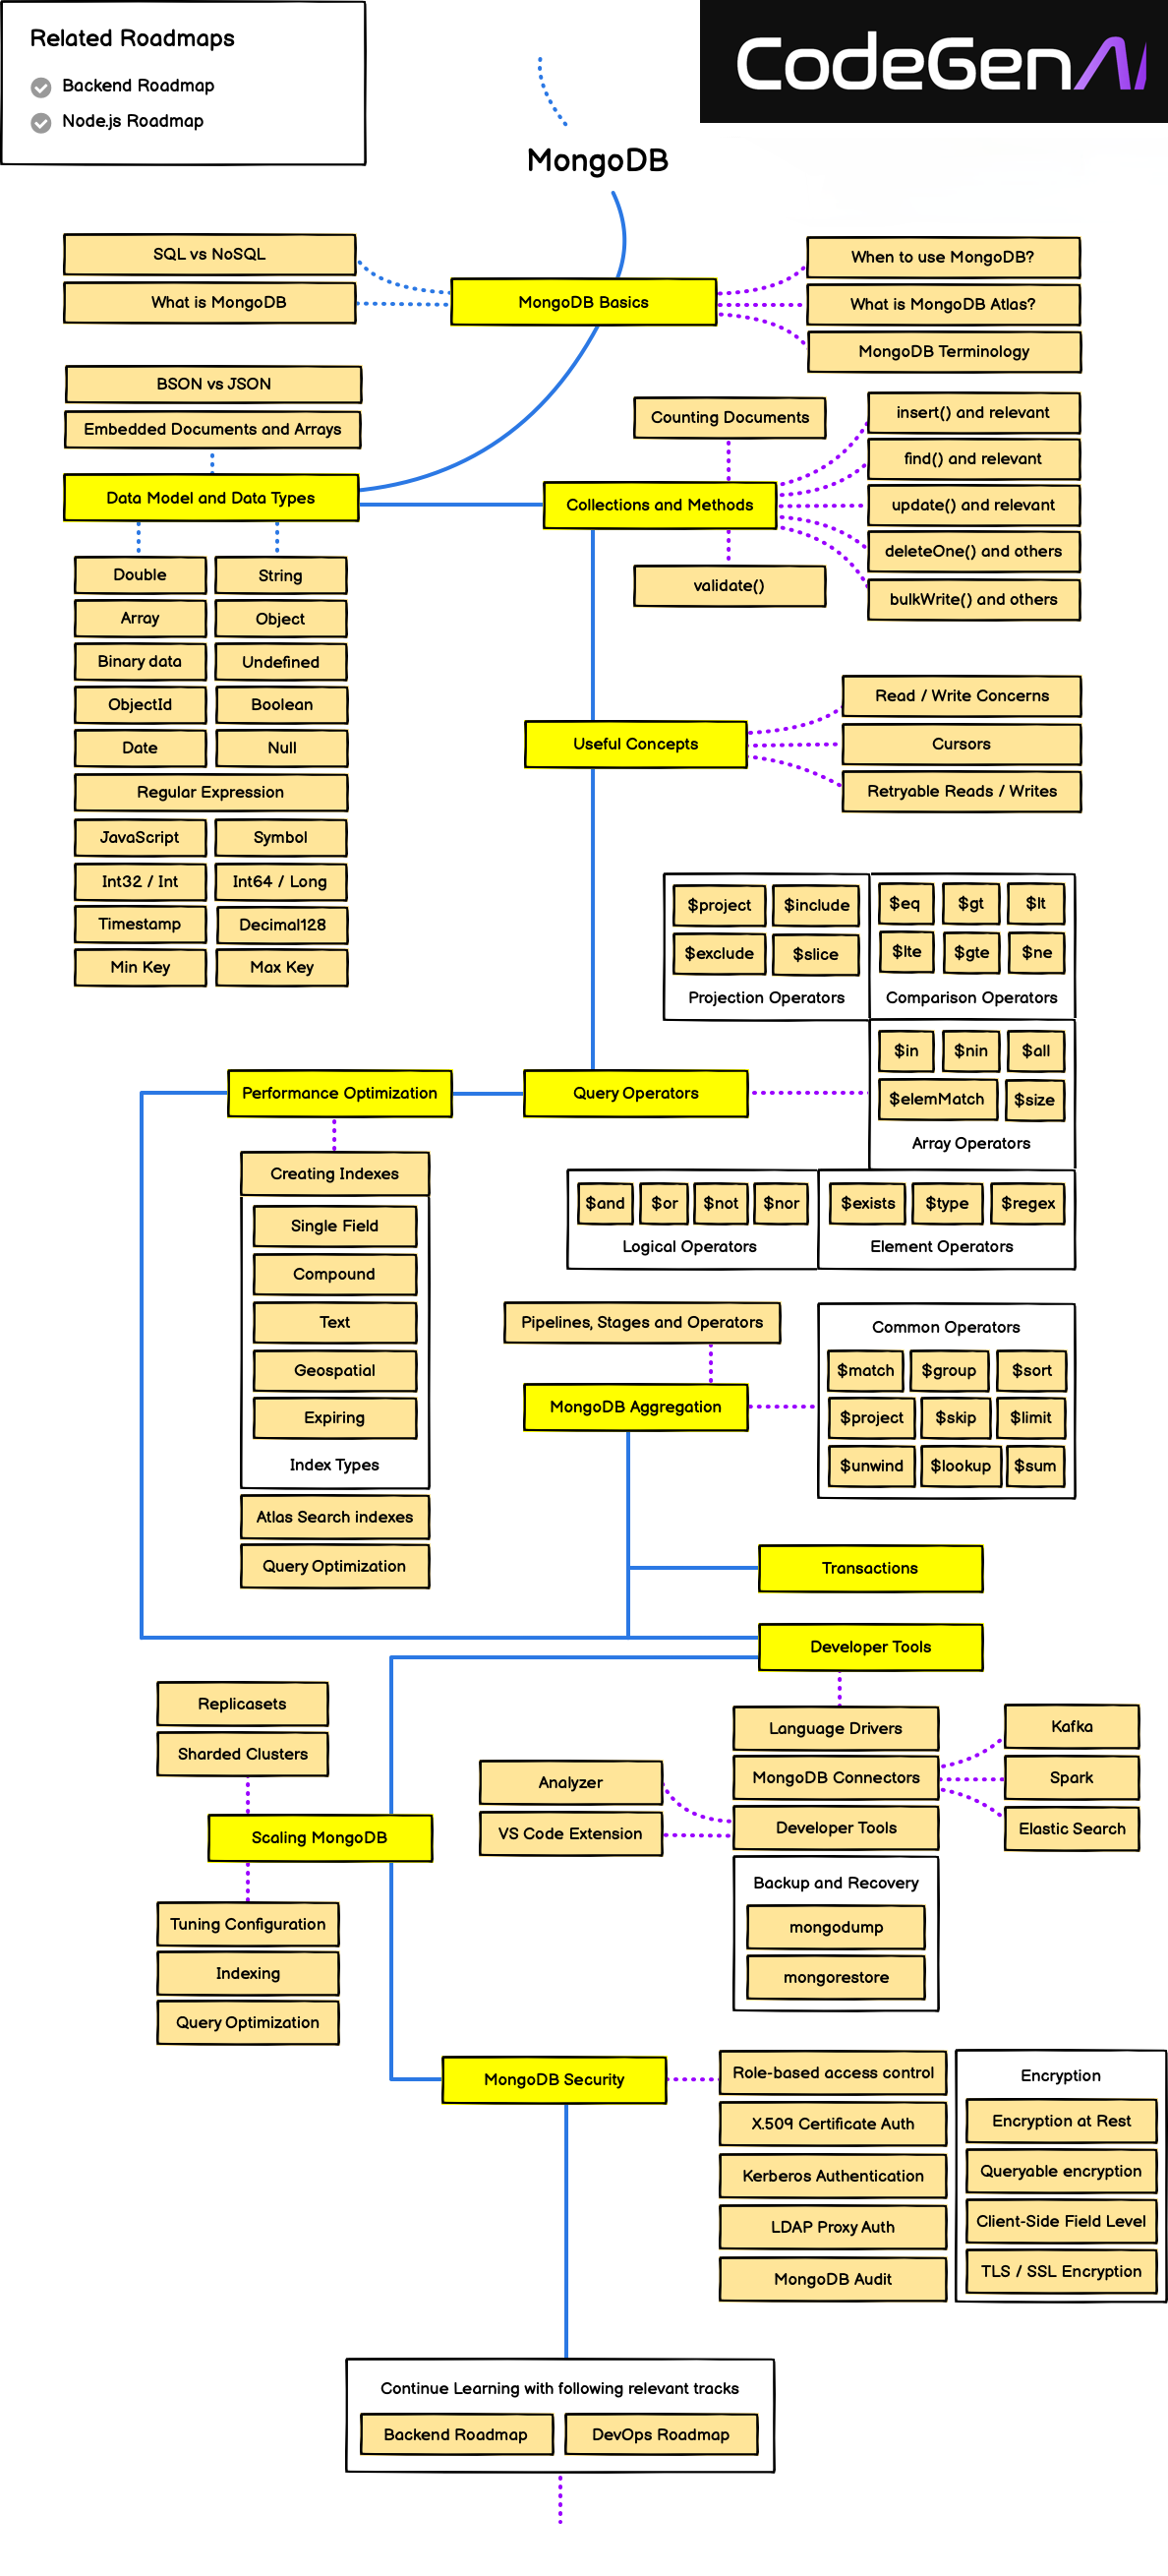 Related Roadmaps
Backend Roadmap
Node.js Roadmap
CodeGenAI
MongoDB
SQL vs NoSQL
What is MongoDB
MongoDB Basics
When to use MongoDB?
What is MongoDB Atlas?
MongoDB Terminology
BSON vs JSON
Embedded Documents and Arrays
Data Model and Data Types
Counting Documents
Collections and Methods
validate()
insert() and relevant
find() and relevant
update() and relevant
deleteOne() and others
bulkWrite() and others
Double
String
Array
Object
Binary data
Undefined
ObjectId
Boolean
Date
Null
Regular Expression
JavaScript
Symbol
Int32 / Int
Int64 / Long
Timestamp
Decimal128
Min Key
Max Key
Useful Concepts
Read / Write Concerns
Cursors
Retryable Reads / Writes
$project
$include
$exclude
$slice
Projection Operators
$eq
$gt
$lt
$lte
$gte
$ne
Comparison Operators
$in
$nin
$all
$elemMatch
$size
Array Operators
Performance Optimization
Query Operators
$and
$or
$not
$nor
Logical Operators
$exists
$type
$regex
Element Operators
Creating Indexes
Single Field
Compound
Text
Geospatial
Expiring
Index Types
Atlas Search indexes
Query Optimization
Pipelines, Stages and Operators
MongoDB Aggregation
Common Operators
$match
$group
$sort
$project
$skip
$limit
$unwind
$lookup
$sum
Transactions
Developer Tools
Replicasets
Sharded Clusters
Scaling MongoDB
Tuning Configuration
Indexing
Query Optimization
Language Drivers
MongoDB Connectors
Developer Tools
Kafka
Spark
Elastic Search
Analyzer
VS Code Extension
Backup and Recovery
mongodump
mongorestore
MongoDB Security
Role-based access control
X.509 Certificate Auth
Kerberos Authentication
LDAP Proxy Auth
MongoDB Audit
Encryption
Encryption at Rest
Queryable encryption
Client-Side Field Level
TLS / SSL Encryption
Continue Learning with following relevant tracks
Backend Roadmap
DevOps Roadmap